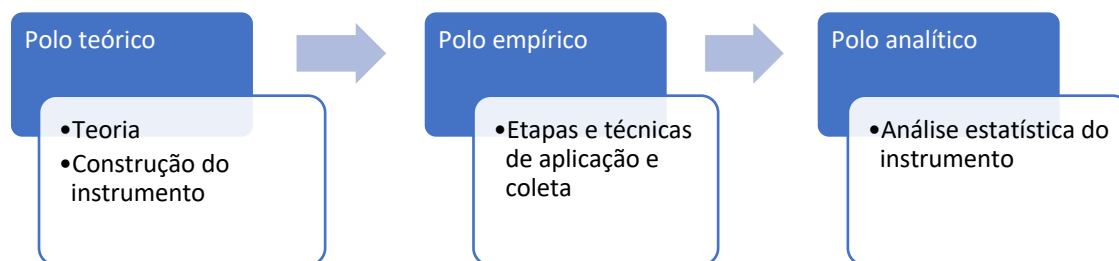 Polo teórico
•Teoria
•Construção do
instrumento
Polo empírico
•Etapas e técnicas
de aplicação e
coleta
Polo analítico
•Análise estatística do
instrumento